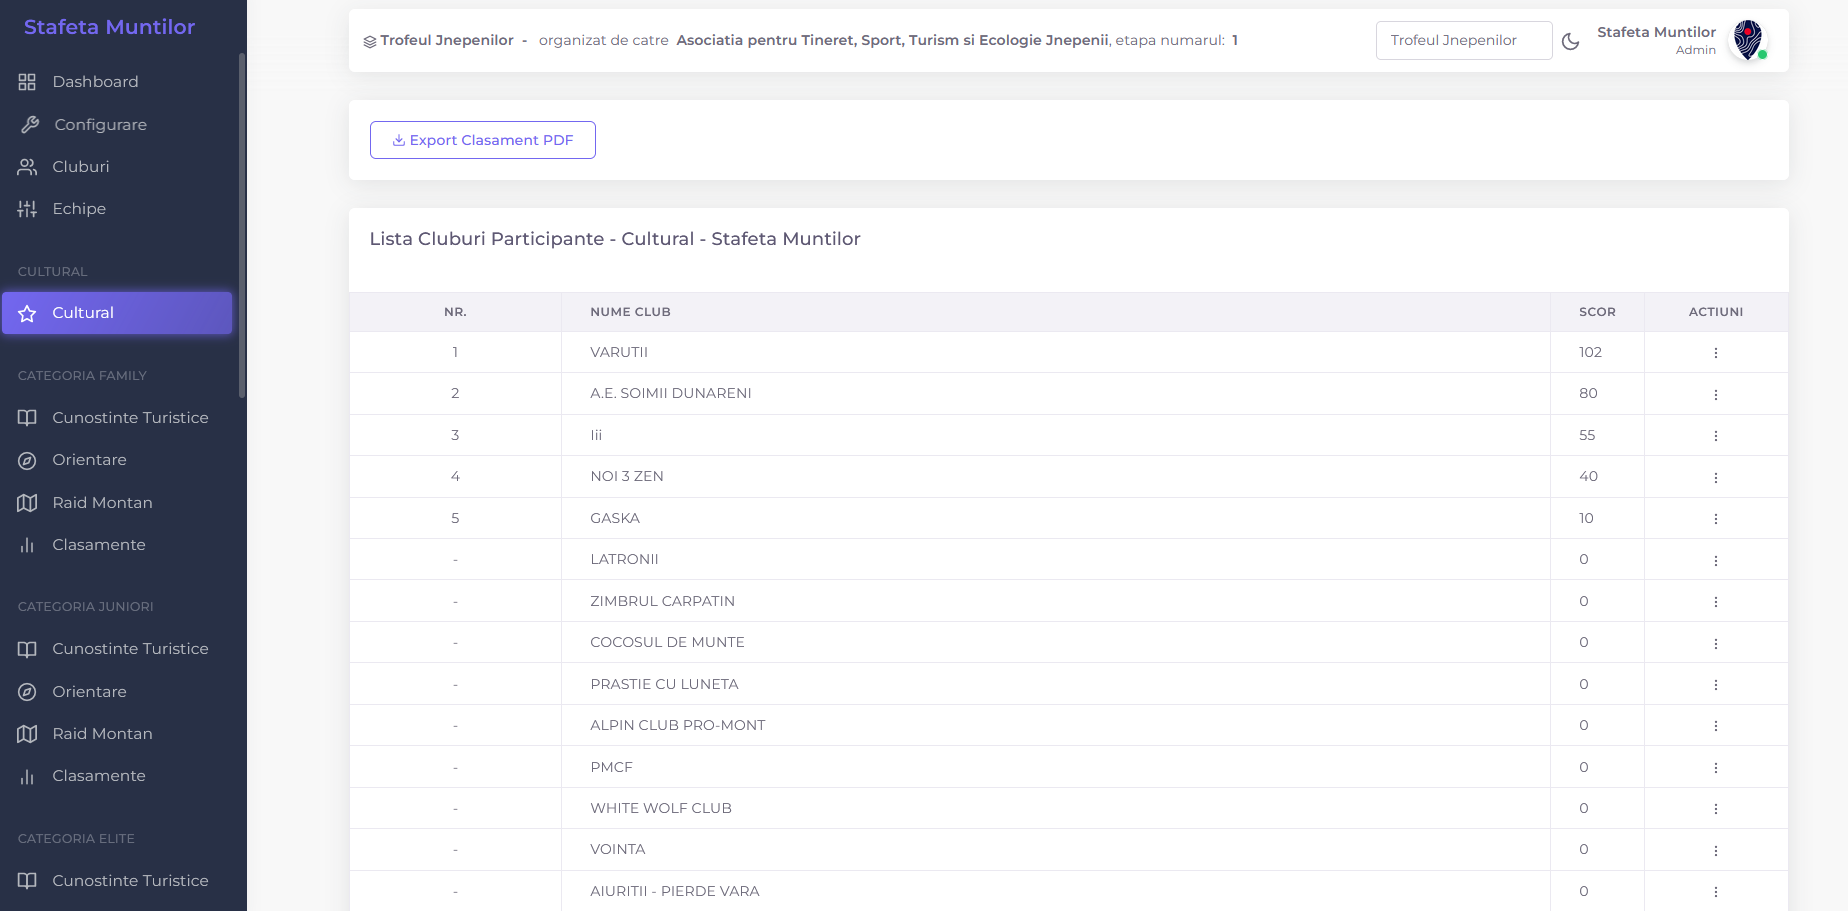 Stafeta Muntilor
Dashboard
Configurare
Cluburi
Echipe
CULTURAL
Cultural
CATEGORIA FAMILY
Cunostinte Turistice
Orientare
Raid Montan
Clasamente
CATEGORIA JUNIORI
Cunostinte Turistice
Orientare
Raid Montan
Clasamente
CATEGORIA ELITE
Cunostinte Turistice
Trofeul Jnepenilor - organizat de catre Asociatia pentru Tineret, Sport, Turism si Ecologie Jnepenii, etapa numarul: 1
Trofeul Jnepenilor
Stafeta Muntilor
Admin
Export Clasament PDF
Lista Cluburi Participante - Cultural - Stafeta Muntilor
NR. NUME CLUB SCOR ACTIUNI
1 VARUTII 102
2 A.E. SOIMII DUNARENI 80
3 Iii 55
4 NOI 3 ZEN 40
5 GASKA 10
- LATRONII 0
- ZIMBRUL CARPATIN 0
- COCOSUL DE MUNTE 0
- PRASTIE CU LUNETA 0
- ALPIN CLUB PRO-MONT 0
- PMCF 0
- WHITE WOLF CLUB 0
- VOINTA 0
- AIURITII - PIERDE VARA 0